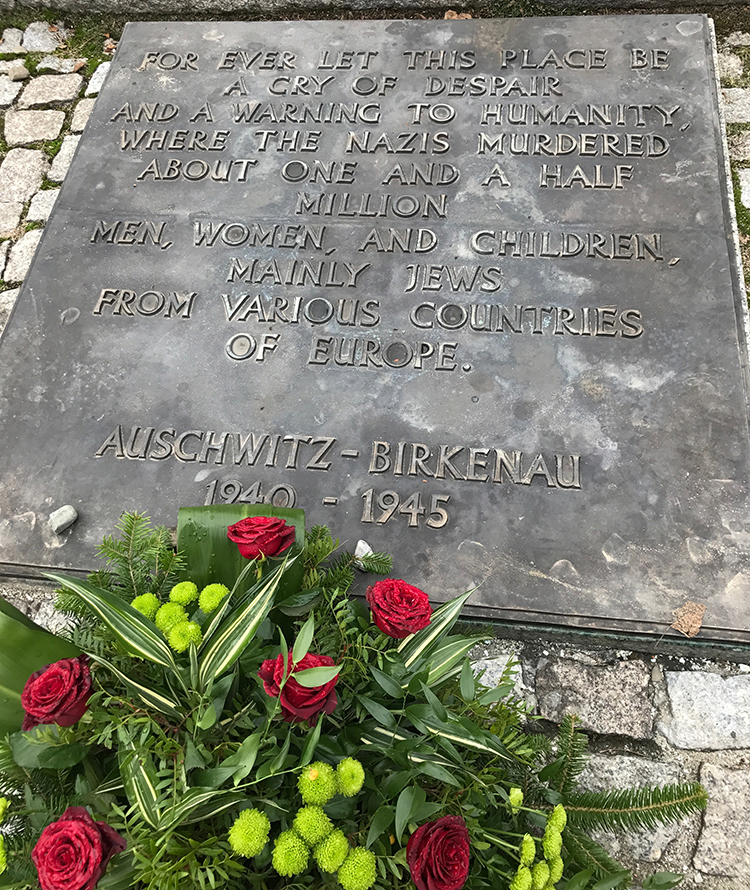 FOR EVER LET THIS PLACE BE
A CRY OF DESPAIR
AND A WARNING TO HUMANITY,
WHERE THE NAZIS MURDERED
ABOUT ONE AND A HALF
MILLION
MEN, WOMEN, AND CHILDREN,
MAINLY JEWS
FROM VARIOUS COUNTRIES
OF EUROPE.
AUSCHWITZ - BIRKENAU
1940 - 1945